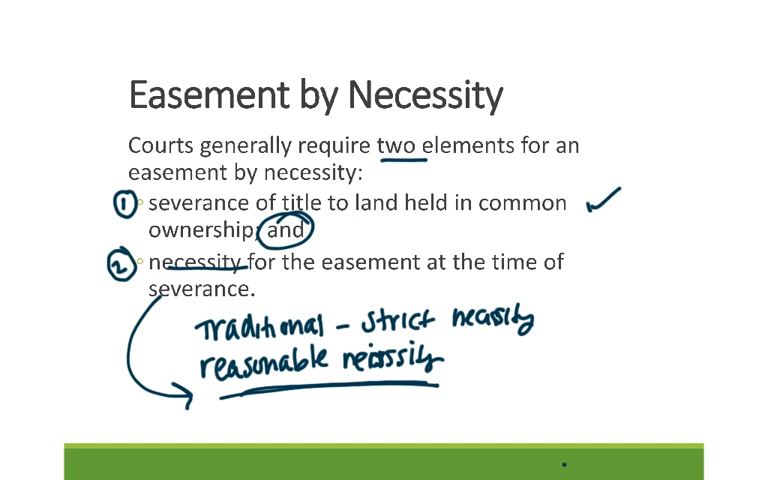 Easement by Necessity
Courts generally require two elements for an
easement by necessity:
1 severance of title to land held in common
ownership; and
2 necessity for the easement at the time of
severance.
Traditional - strict necessity
reasonable necessity